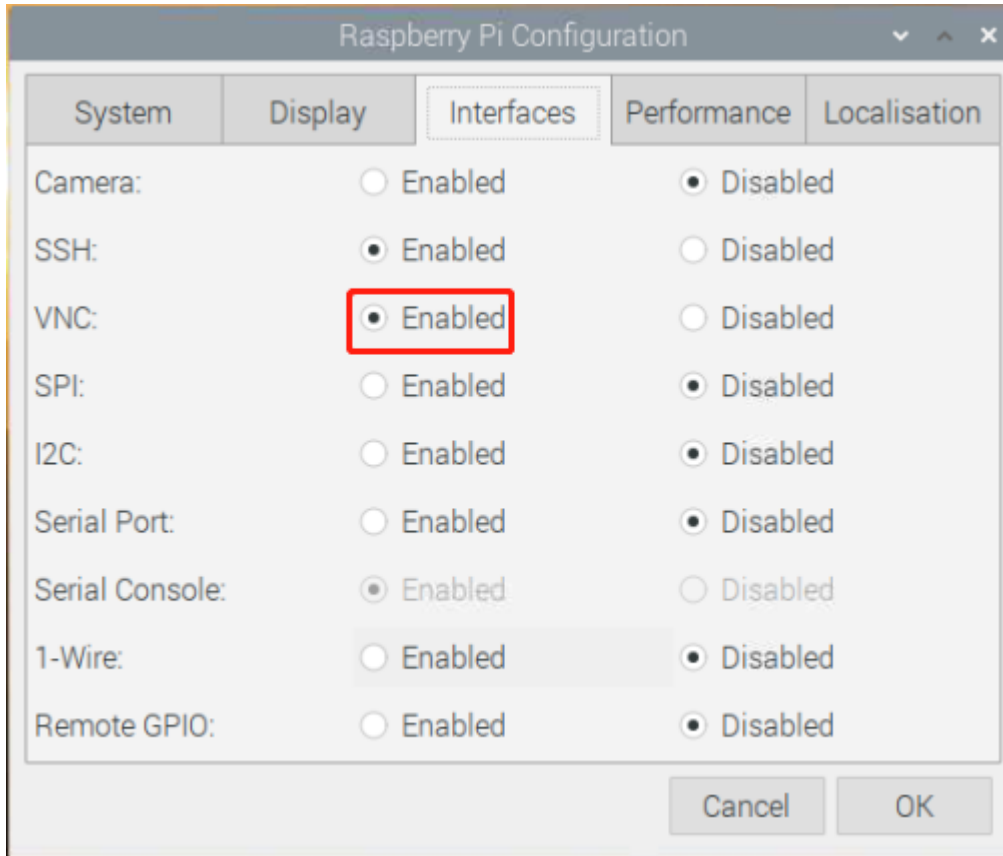 Raspberry Pi Configuration
System Display Interfaces Performance Localisation
Camera: Enabled Disabled
SSH: Enabled Disabled
VNC: Enabled Disabled
SPI: Enabled Disabled
I2C: Enabled Disabled
Serial Port: Enabled Disabled
Serial Console: Enabled Disabled
1-Wire: Enabled Disabled
Remote GPIO: Enabled Disabled
Cancel OK